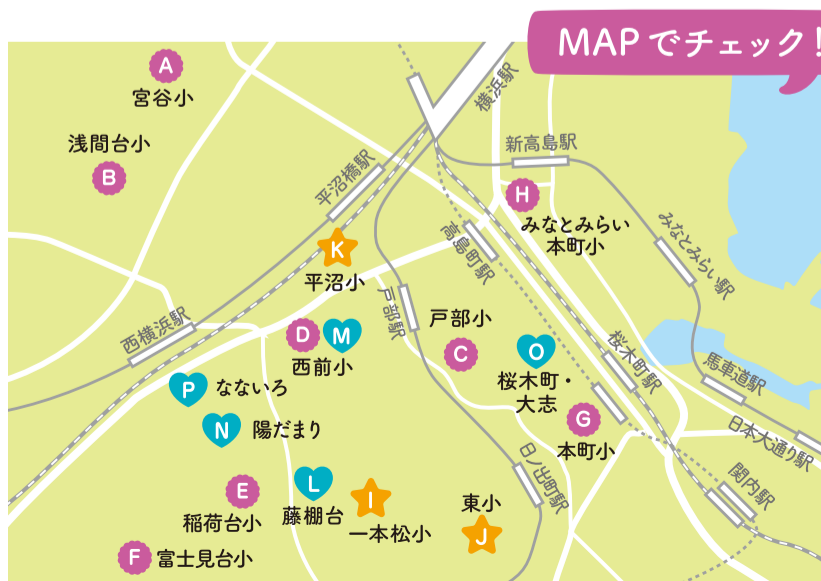 MAPでチェック！
A
宮谷小
浅間台小
B
横浜駅
新高島駅
平沼橋駅
H
みなとみらい
本町小
みなとみらい駅
K
平沼小
高島町駅
西横浜駅
戸部駅
D
M
西前小
戸部小
C
O
桜木町・
大志
桜木町駅
馬車道駅
P
なないろ
N
陽だまり
G
本町小
日本大通り駅
E
稲荷台小
L
藤棚台
I
一本松小
東小
J
日ノ出町駅
関内駅
F
富士見台小